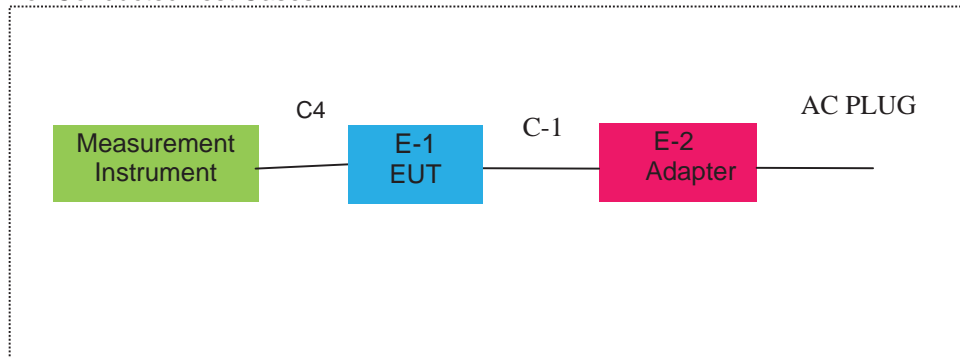 C4
C-1
AC PLUG
Measurement
Instrument
E-1
EUT
E-2
Adapter